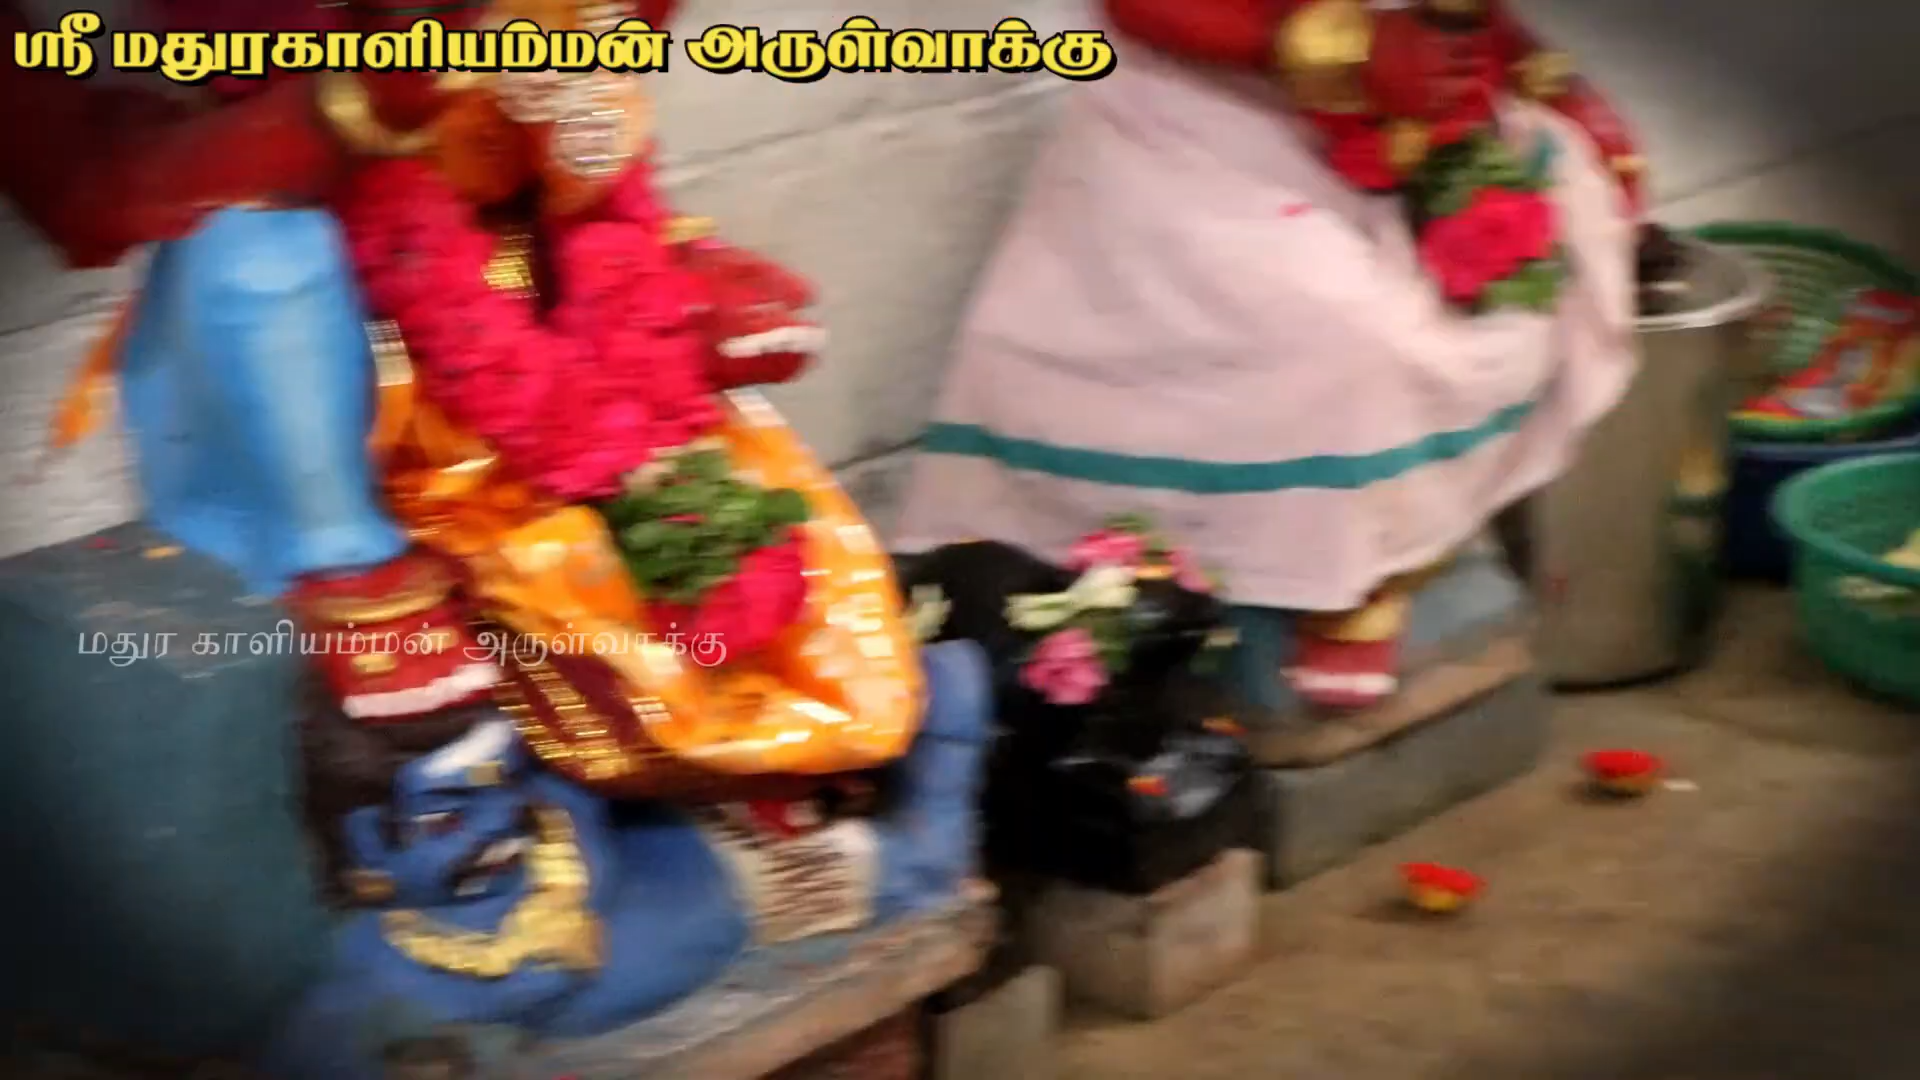 ஸ்ரீ மதுரகாளியம்மன் அருள்வாக்கு
மதுர காளியம்மன் அருள்வாக்கு